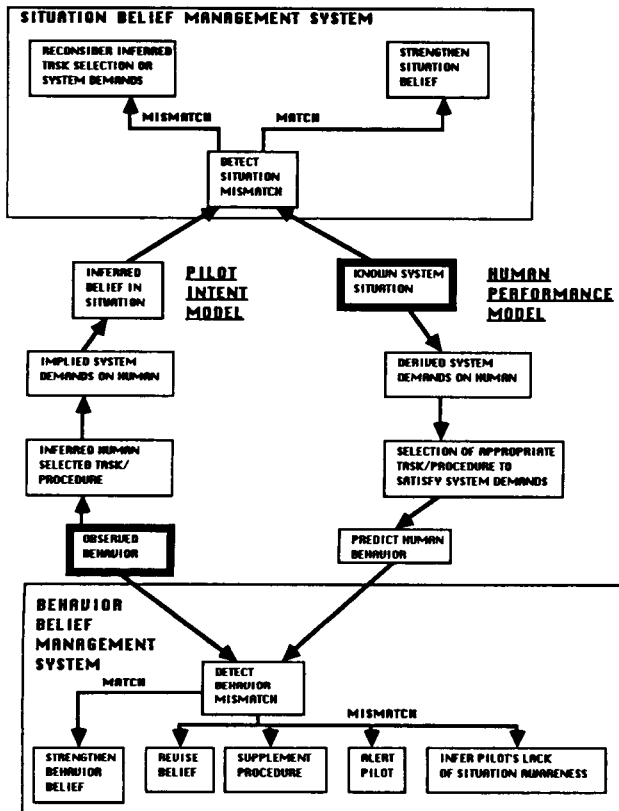 SITUATION BELIEF MANAGEMENT SYSTEM
RECONSIDER INFERRED
TASK SELECTION OR
SYSTEM DEMANDS
STRENGTHEN
SITUATION
BELIEF
MISMATCH
MATCH
DETECT
SITUATION
MISMATCH
INFERRED
BELIEF IN
SITUATION
PILOT
INTENT
MODEL
KNOWN SYSTEM
SITUATION
HUMAN
PERFORMANCE
MODEL
IMPLIED SYSTEM
DEMANDS ON HUMAN
DERIVED SYSTEM
DEMANDS ON HUMAN
INFERRED HUMAN
SELECTED TASK/
PROCEDURE
SELECTION OF APPROPRIATE
TASK/PROCEDURE TO
SATISFY SYSTEM DEMANDS
OBSERVED
BEHAVIOR
PREDICT HUMAN
BEHAVIOR
BEHAVIOR
BELIEF
MANAGEMENT
SYSTEM
DETECT
BEHAVIOR
MISMATCH
MATCH
MISMATCH
STRENGTHEN
BEHAVIOR
BELIEF
REVISE
BELIEF
SUPPLEMENT
PROCEDURE
ALERT
PILOT
INFER PILOT'S LACK
OF SITUATION AWARENESS